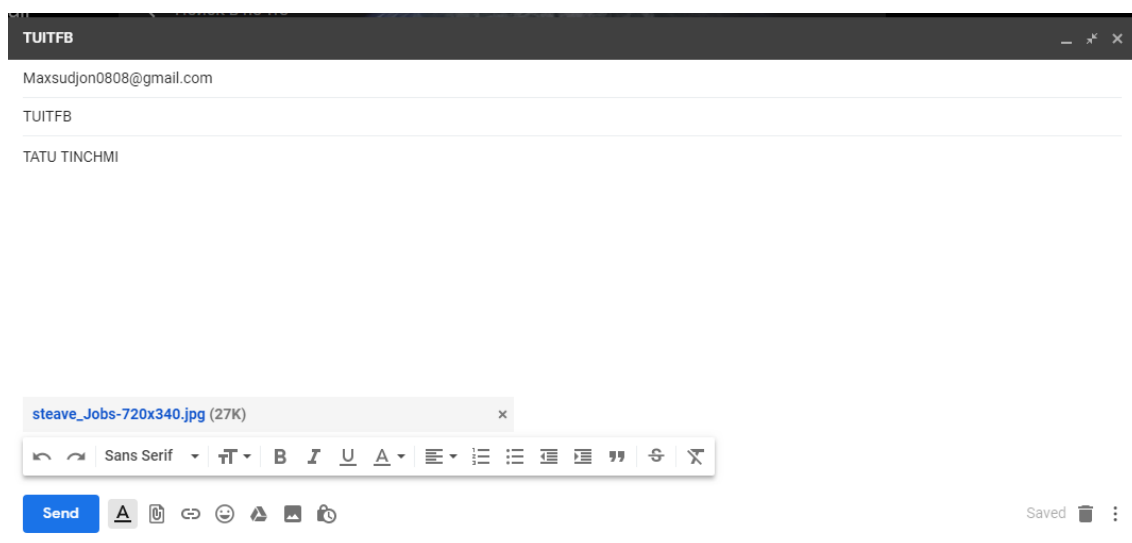 TUITFB
Maxsudjon0808@gmail.com
TUITFB
TATU TINCHMI
steave_Jobs-720x340.jpg (27K)
Sans Serif
Send
Saved